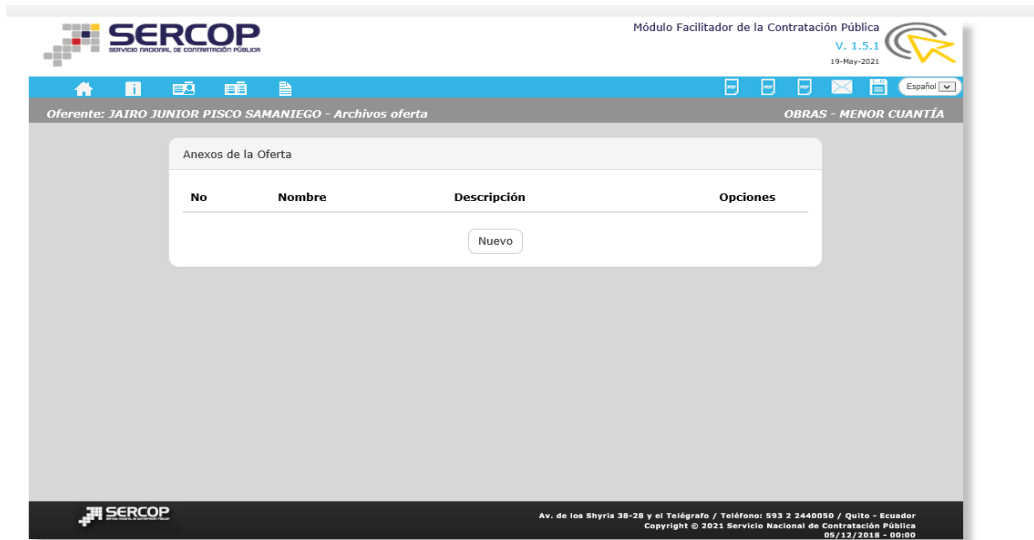 SERCOP
SERVICIO NACIONAL DE CONTRATACIÓN PÚBLICA
Módulo Facilitador de la Contratación Pública
V. 1.5.1
19-May-2021
PDF PDF PDF
Español
Oferente: JAIRO JUNIOR PISCO SAMANIEGO - Archivos oferta
OBRAS - MENOR CUANTÍA
Anexos de la Oferta
No Nombre Descripción Opciones
Nuevo
SERCOP
Av. de los Shyris 38-28 y el Telégrafo / Teléfono: 593 2 2440050 / Quito - Ecuador
Copyright © 2021 Servicio Nacional de Contratación Pública
05/12/2018 - 00:00